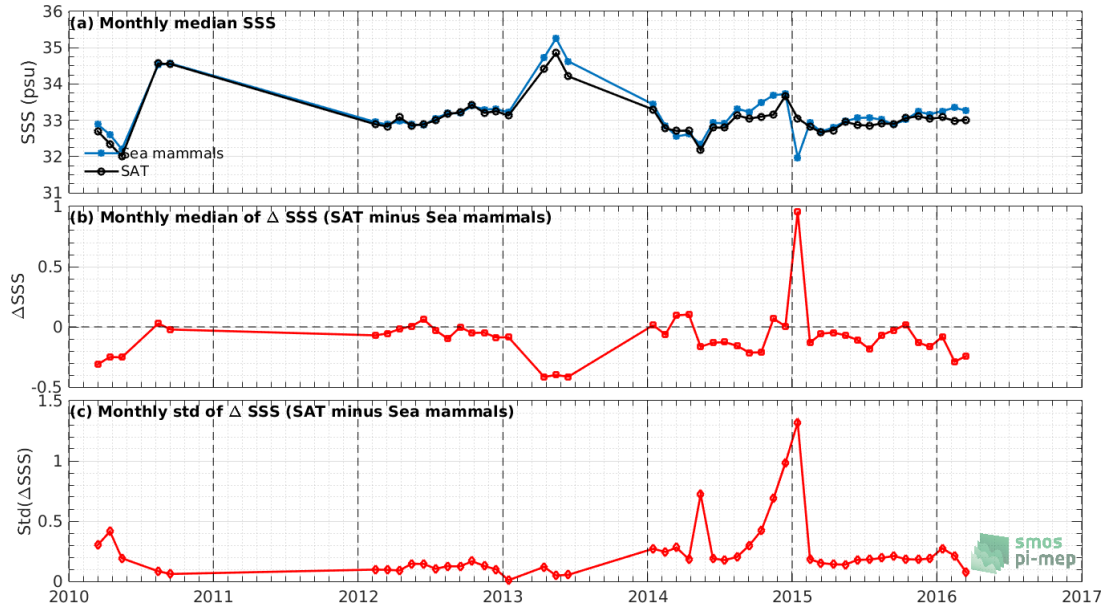 (a) Monthly median SSS
36
35
34
33
32
31
SSS (psu)
Sea mammals
SAT
(b) Monthly median of Δ SSS (SAT minus Sea mammals)
1
0.5
0
-0.5
ΔSSS
(c) Monthly std of Δ SSS (SAT minus Sea mammals)
1.5
1
0.5
0
Std(ΔSSS)
smos
pi-mep
2010 2011 2012 2013 2014 2015 2016 2017